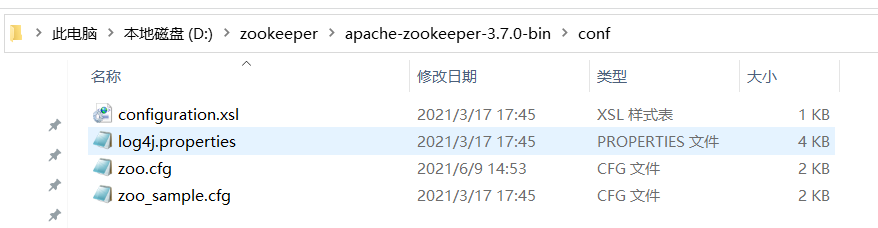 此电脑 > 本地磁盘 (D:) > zookeeper > apache-zookeeper-3.7.0-bin > conf
名称 修改日期 类型 大小
configuration.xsl 2021/3/17 17:45 XSL 样式表 1 KB
log4j.properties 2021/3/17 17:45 PROPERTIES 文件 4 KB
zoo.cfg 2021/6/9 14:53 CFG 文件 2 KB
zoo_sample.cfg 2021/3/17 17:45 CFG 文件 2 KB